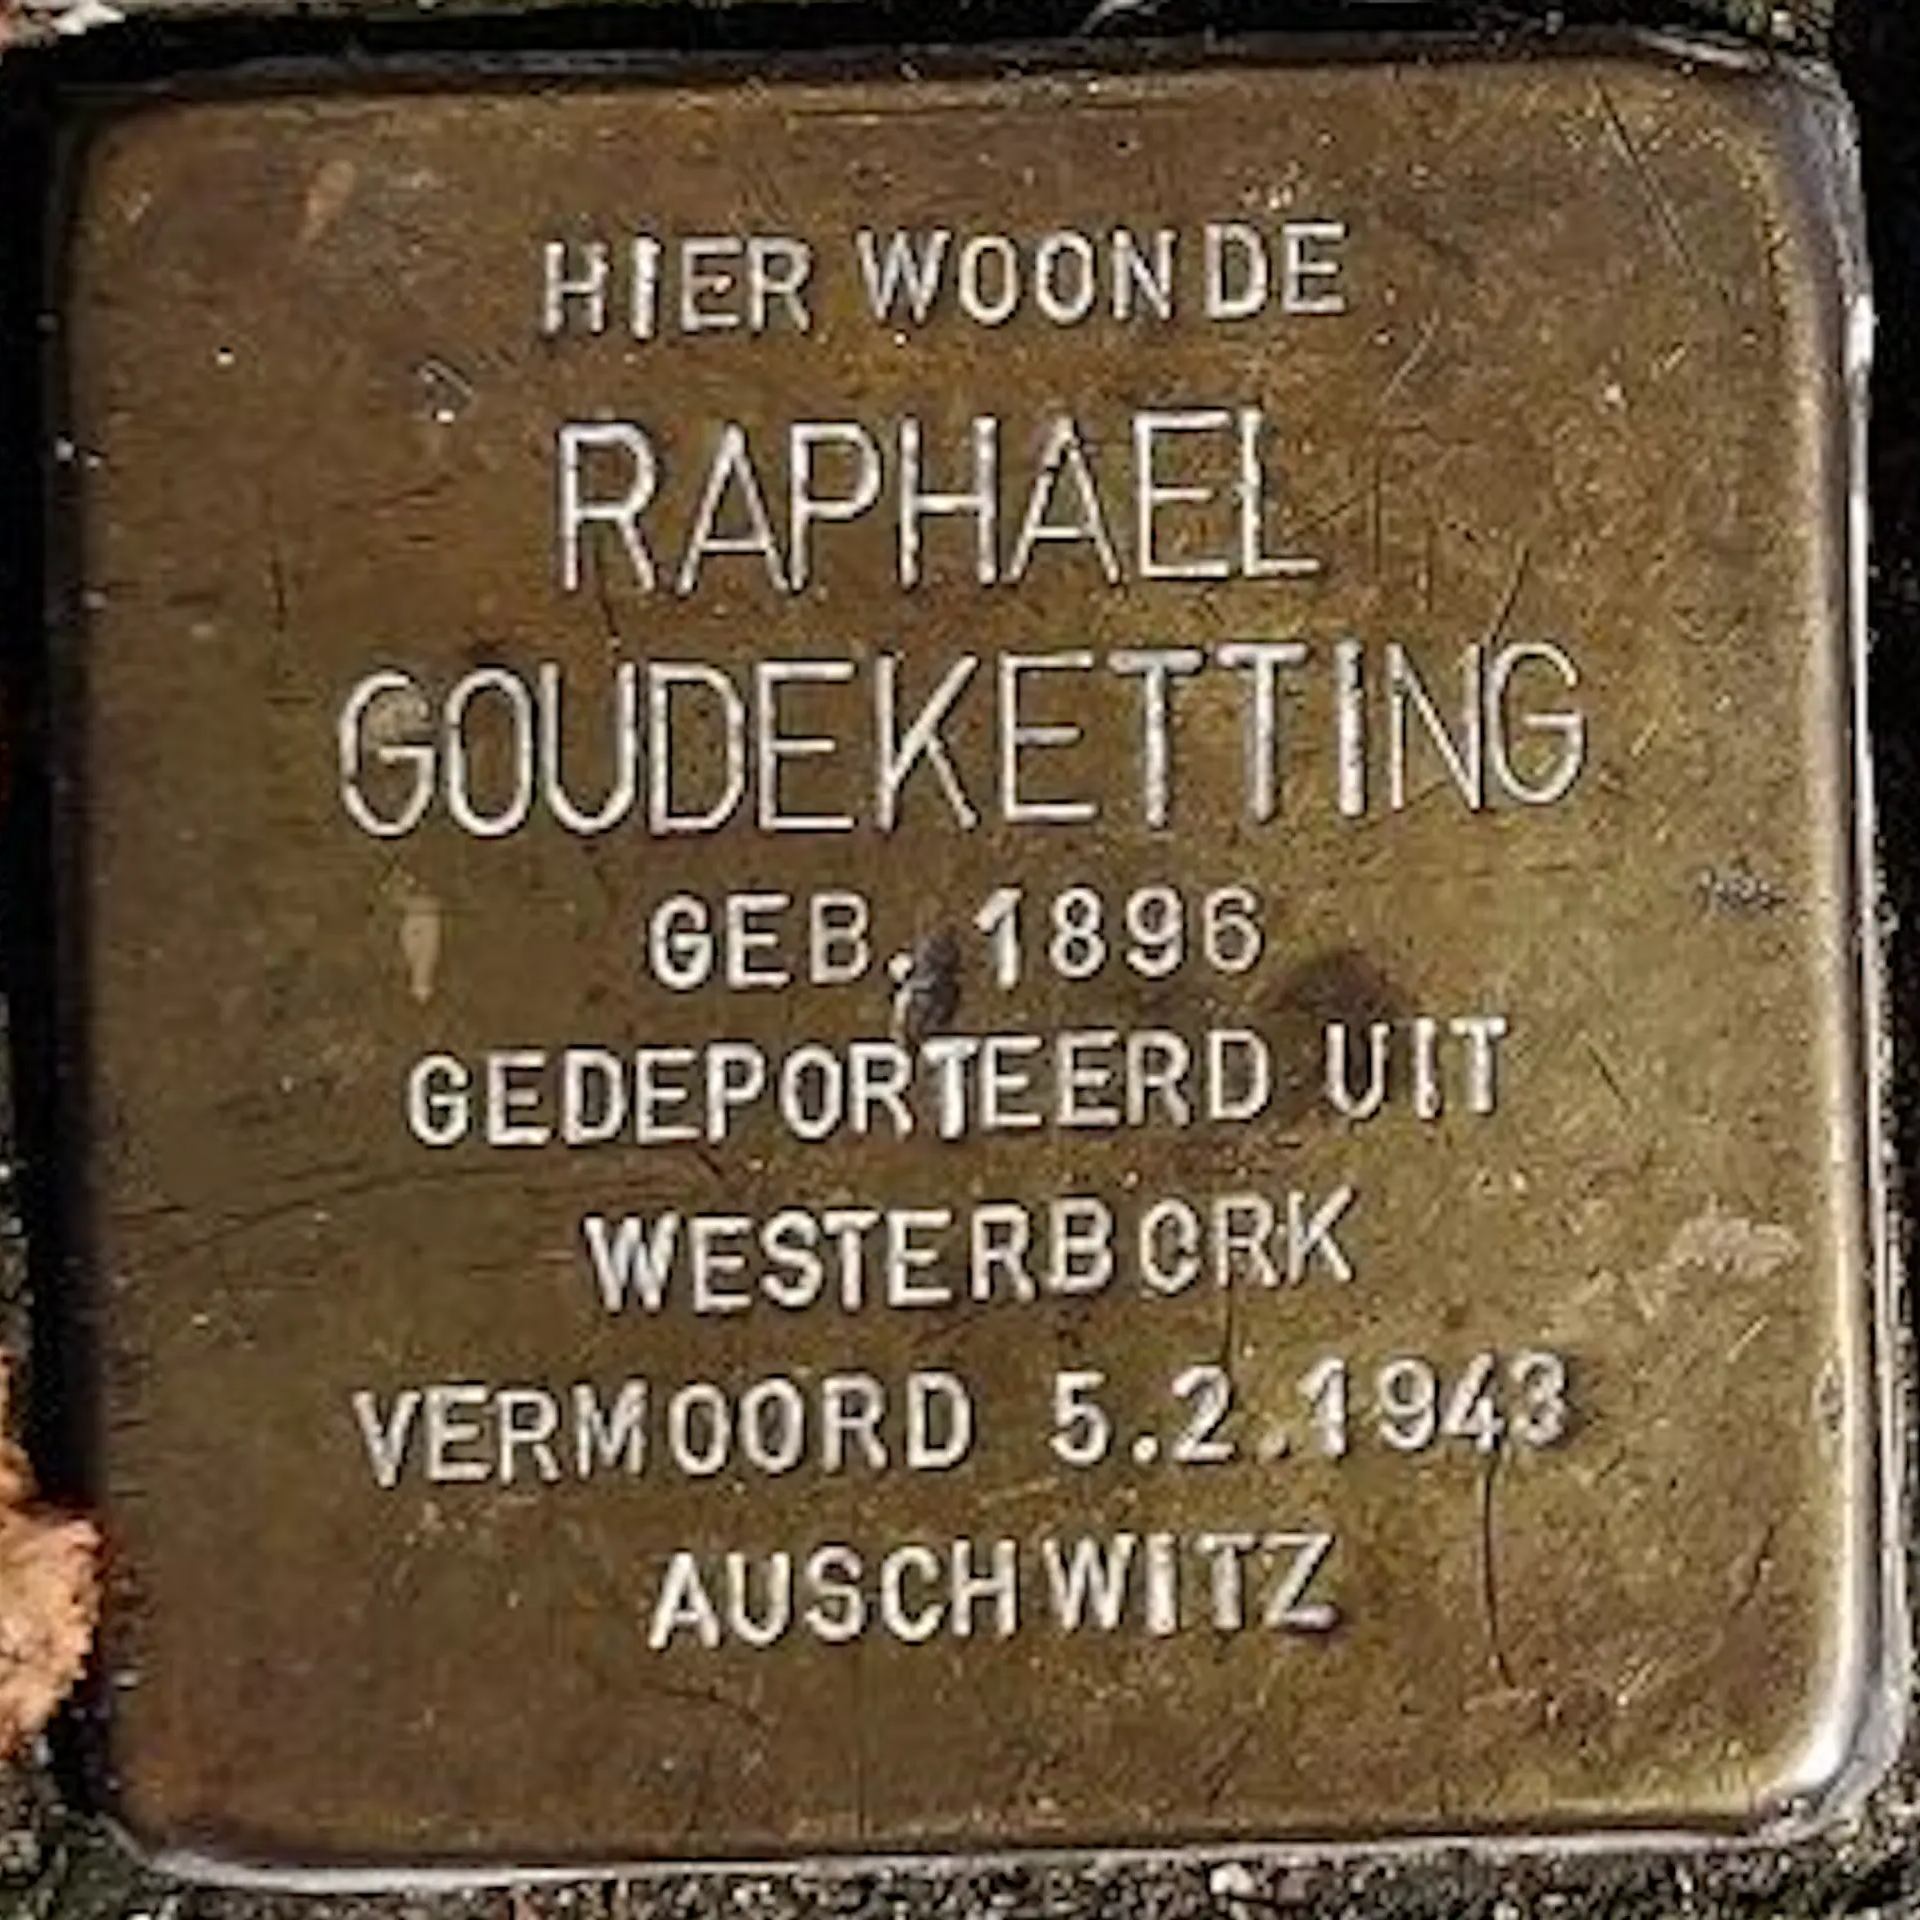 HIER WOONDE
RAPHAEL
GOUDEKETTING
GEB. 1896
GEDEPORTEERD UIT
WESTERBORK
VERMOORD 5.2.1943
AUSCHWITZ